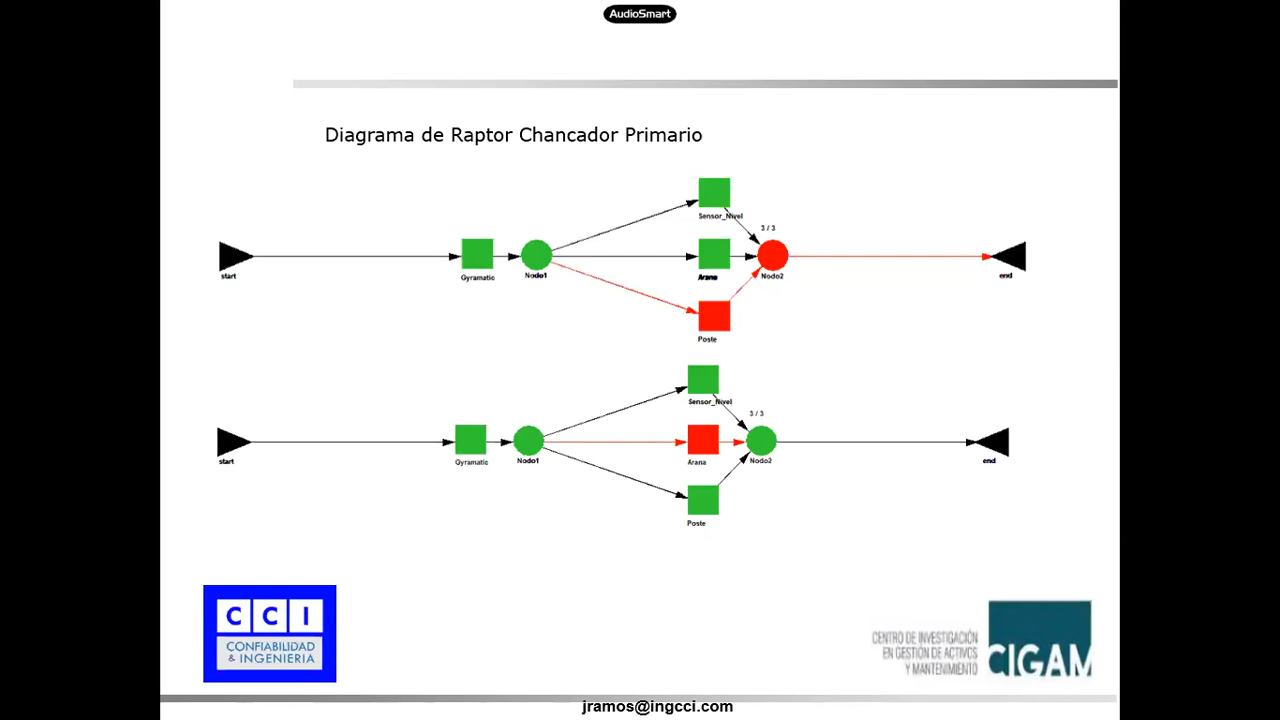 AudioSmart
Diagrama de Raptor Chancador Primario
Sensor_Nivel
3 / 3
start
Gyramatic
Nodo1
Arana
Nodo2
end
Poste
Sensor_Nivel
3 / 3
start
Gyramatic
Nodo1
Arana
Nodo2
end
Poste
CCI
CONFIABILIDAD
& INGENIERIA
CENTRO DE INVESTIGACIÓN
EN GESTIÓN DE ACTIVOS
Y MANTENIMIENTO
CIGAM
jramos@ingcci.com